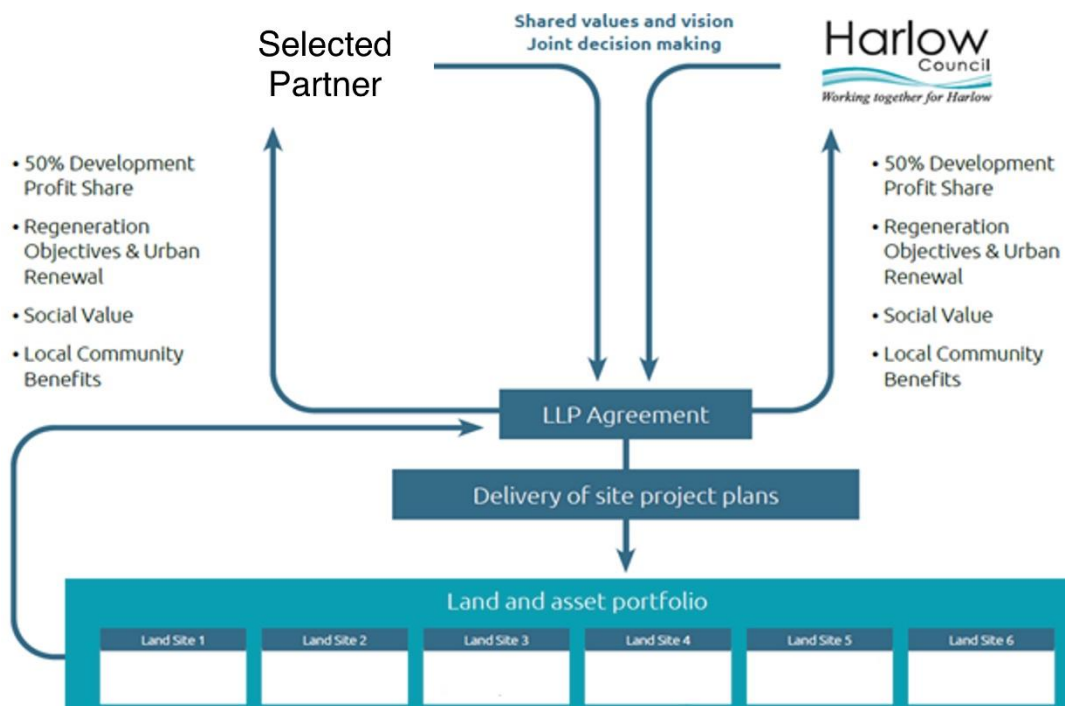 Shared values and vision
Joint decision making
Selected
Partner
Harlow
Council
Working together for Harlow
• 50% Development
Profit Share
• Regeneration
Objectives & Urban
Renewal
• Social Value
• Local Community
Benefits
• 50% Development
Profit Share
• Regeneration
Objectives & Urban
Renewal
• Social Value
• Local Community
Benefits
LLP Agreement
Delivery of site project plans
Land and asset portfolio
Land Site 1
Land Site 2
Land Site 3
Land Site 4
Land Site 5
Land Site 6